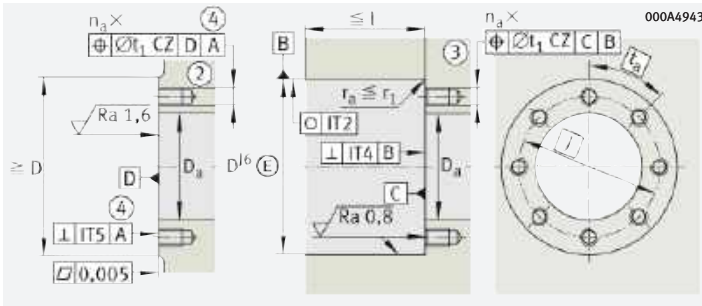 nₐ×
④
⌖ Øt₁ CZ D A
②
Ra 1,6
≧ D
Dₐ
D
④
⊥ IT5 A
⏥ 0,005
≦ l
B
③
rₐ ≦ r₁
○ IT2
⊥ IT4 B
D J6 Ⓔ
Dₐ
C
Ra 0,8
nₐ×
⌖ Øt₁ CZ C B
000A4943
tₐ
J